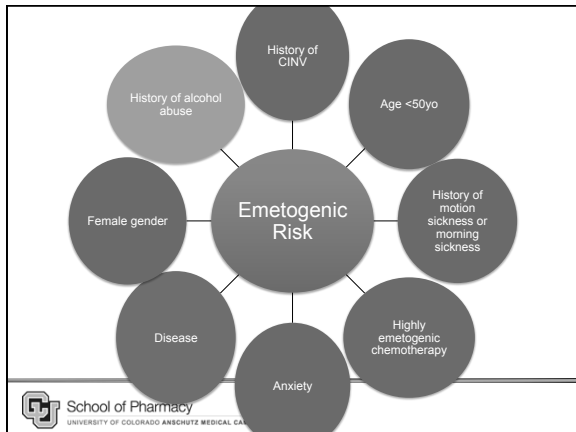 History of
CINV
Age <50yo
History of
motion
sickness or
morning
sickness
Highly
emetogenic
chemotherapy
Anxiety
Disease
Female gender
History of alcohol
abuse
Emetogenic
Risk
CU
School of Pharmacy
UNIVERSITY OF COLORADO ANSCHUTZ MEDICAL